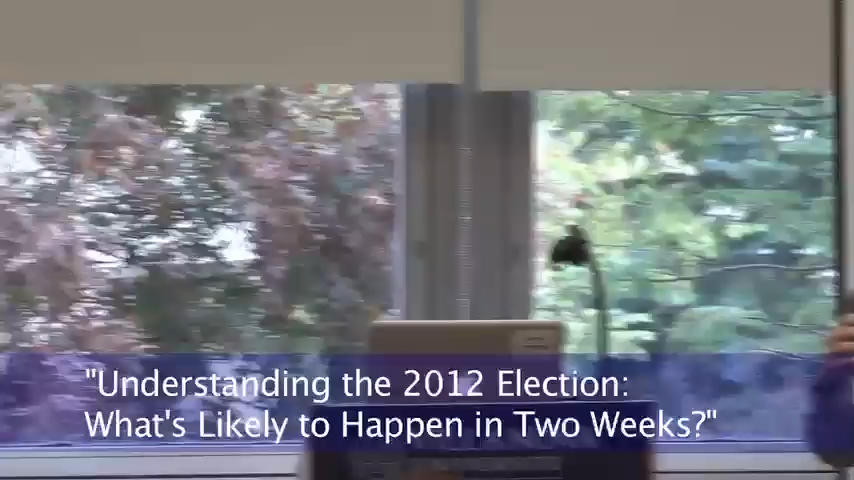 "Understanding the 2012 Election:
What's Likely to Happen in Two Weeks?"